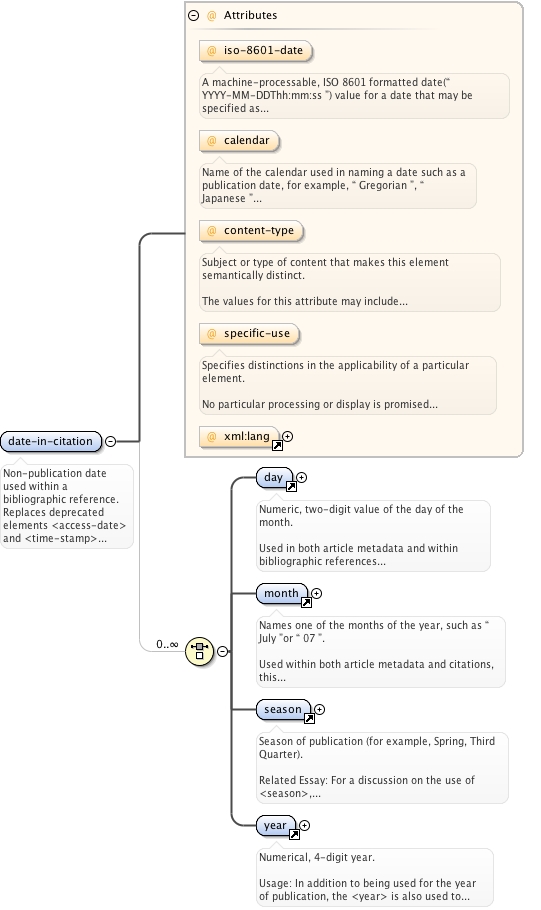 Attributes
@ iso-8601-date
A machine-processable, ISO 8601 formatted date(“
YYYY-MM-DDThh:mm:ss ”) value for a date that may be
specified as...
@ calendar
Name of the calendar used in naming a date such as a
publication date, for example, “ Gregorian ”, “
Japanese ”...
@ content-type
Subject or type of content that makes this element
semantically distinct.
The values for this attribute may include...
@ specific-use
Specifies distinctions in the applicability of a particular
element.
No particular processing or display is promised...
@ xml:lang
date-in-citation
Non-publication date
used within a
bibliographic reference.
Replaces deprecated
elements <access-date>
and <time-stamp>...
0..∞
day
Numeric, two-digit value of the day of the
month.
Used in both article metadata and within
bibliographic references...
month
Names one of the months of the year, such as “
July ”or “ 07 ”.
Used within both article metadata and citations,
this...
season
Season of publication (for example, Spring, Third
Quarter).
Related Essay: For a discussion on the use of
<season>,...
year
Numerical, 4-digit year.
Usage: In addition to being used for the year
of publication, the <year> is also used to...